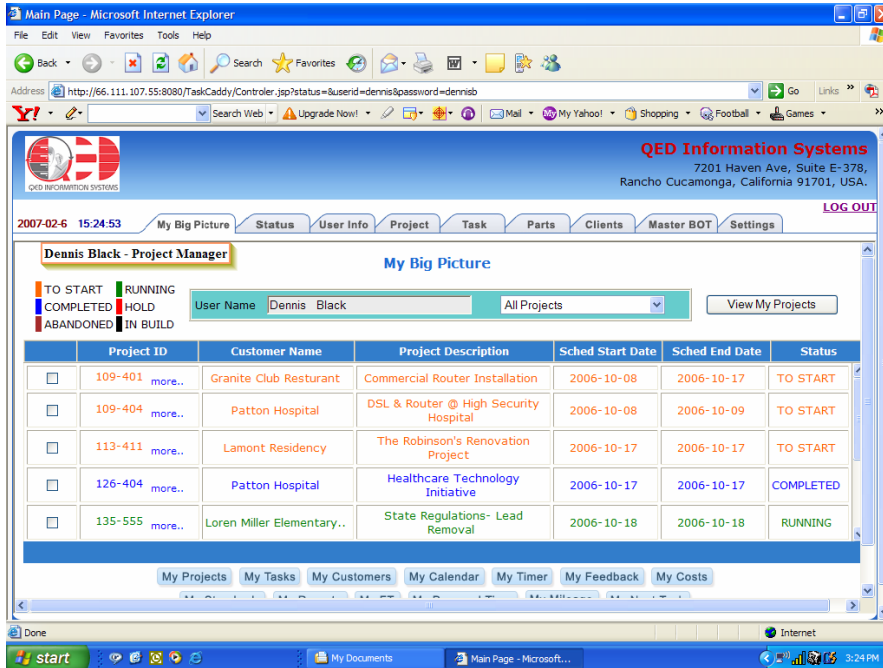 Main Page - Microsoft Internet Explorer
File Edit View Favorites Tools Help
Back Search Favorites
Address http://66.111.107.55:8080/TaskCaddy/Controler.jsp?status=&userid=dennis&password=dennisb Go Links »
Y! Search Web Upgrade Now! Mail My Yahoo! Shopping Football Games »
QED Information Systems
7201 Haven Ave, Suite E-378,
QED INFORMATION SYSTEMS Rancho Cucamonga, California 91701, USA.
LOG OUT
2007-02-6 15:24:53 My Big Picture Status User Info Project Task Parts Clients Master BOT Settings
Dennis Black - Project Manager
My Big Picture
TO START RUNNING
COMPLETED HOLD
ABANDONED IN BUILD
User Name Dennis Black All Projects View My Projects
Project ID Customer Name Project Description Sched Start Date Sched End Date Status
109-401 more.. Granite Club Resturant Commercial Router Installation 2006-10-08 2006-10-17 TO START
109-404 more.. Patton Hospital DSL & Router @ High Security Hospital 2006-10-08 2006-10-09 TO START
113-411 more.. Lamont Residency The Robinson's Renovation Project 2006-10-17 2006-10-17 TO START
126-404 more.. Patton Hospital Healthcare Technology Initiative 2006-10-17 2006-10-17 COMPLETED
135-555 more.. Loren Miller Elementary.. State Regulations- Lead Removal 2006-10-18 2006-10-18 RUNNING
My Projects My Tasks My Customers My Calendar My Timer My Feedback My Costs
Done Internet
start My Documents Main Page - Microsoft... 3:24 PM